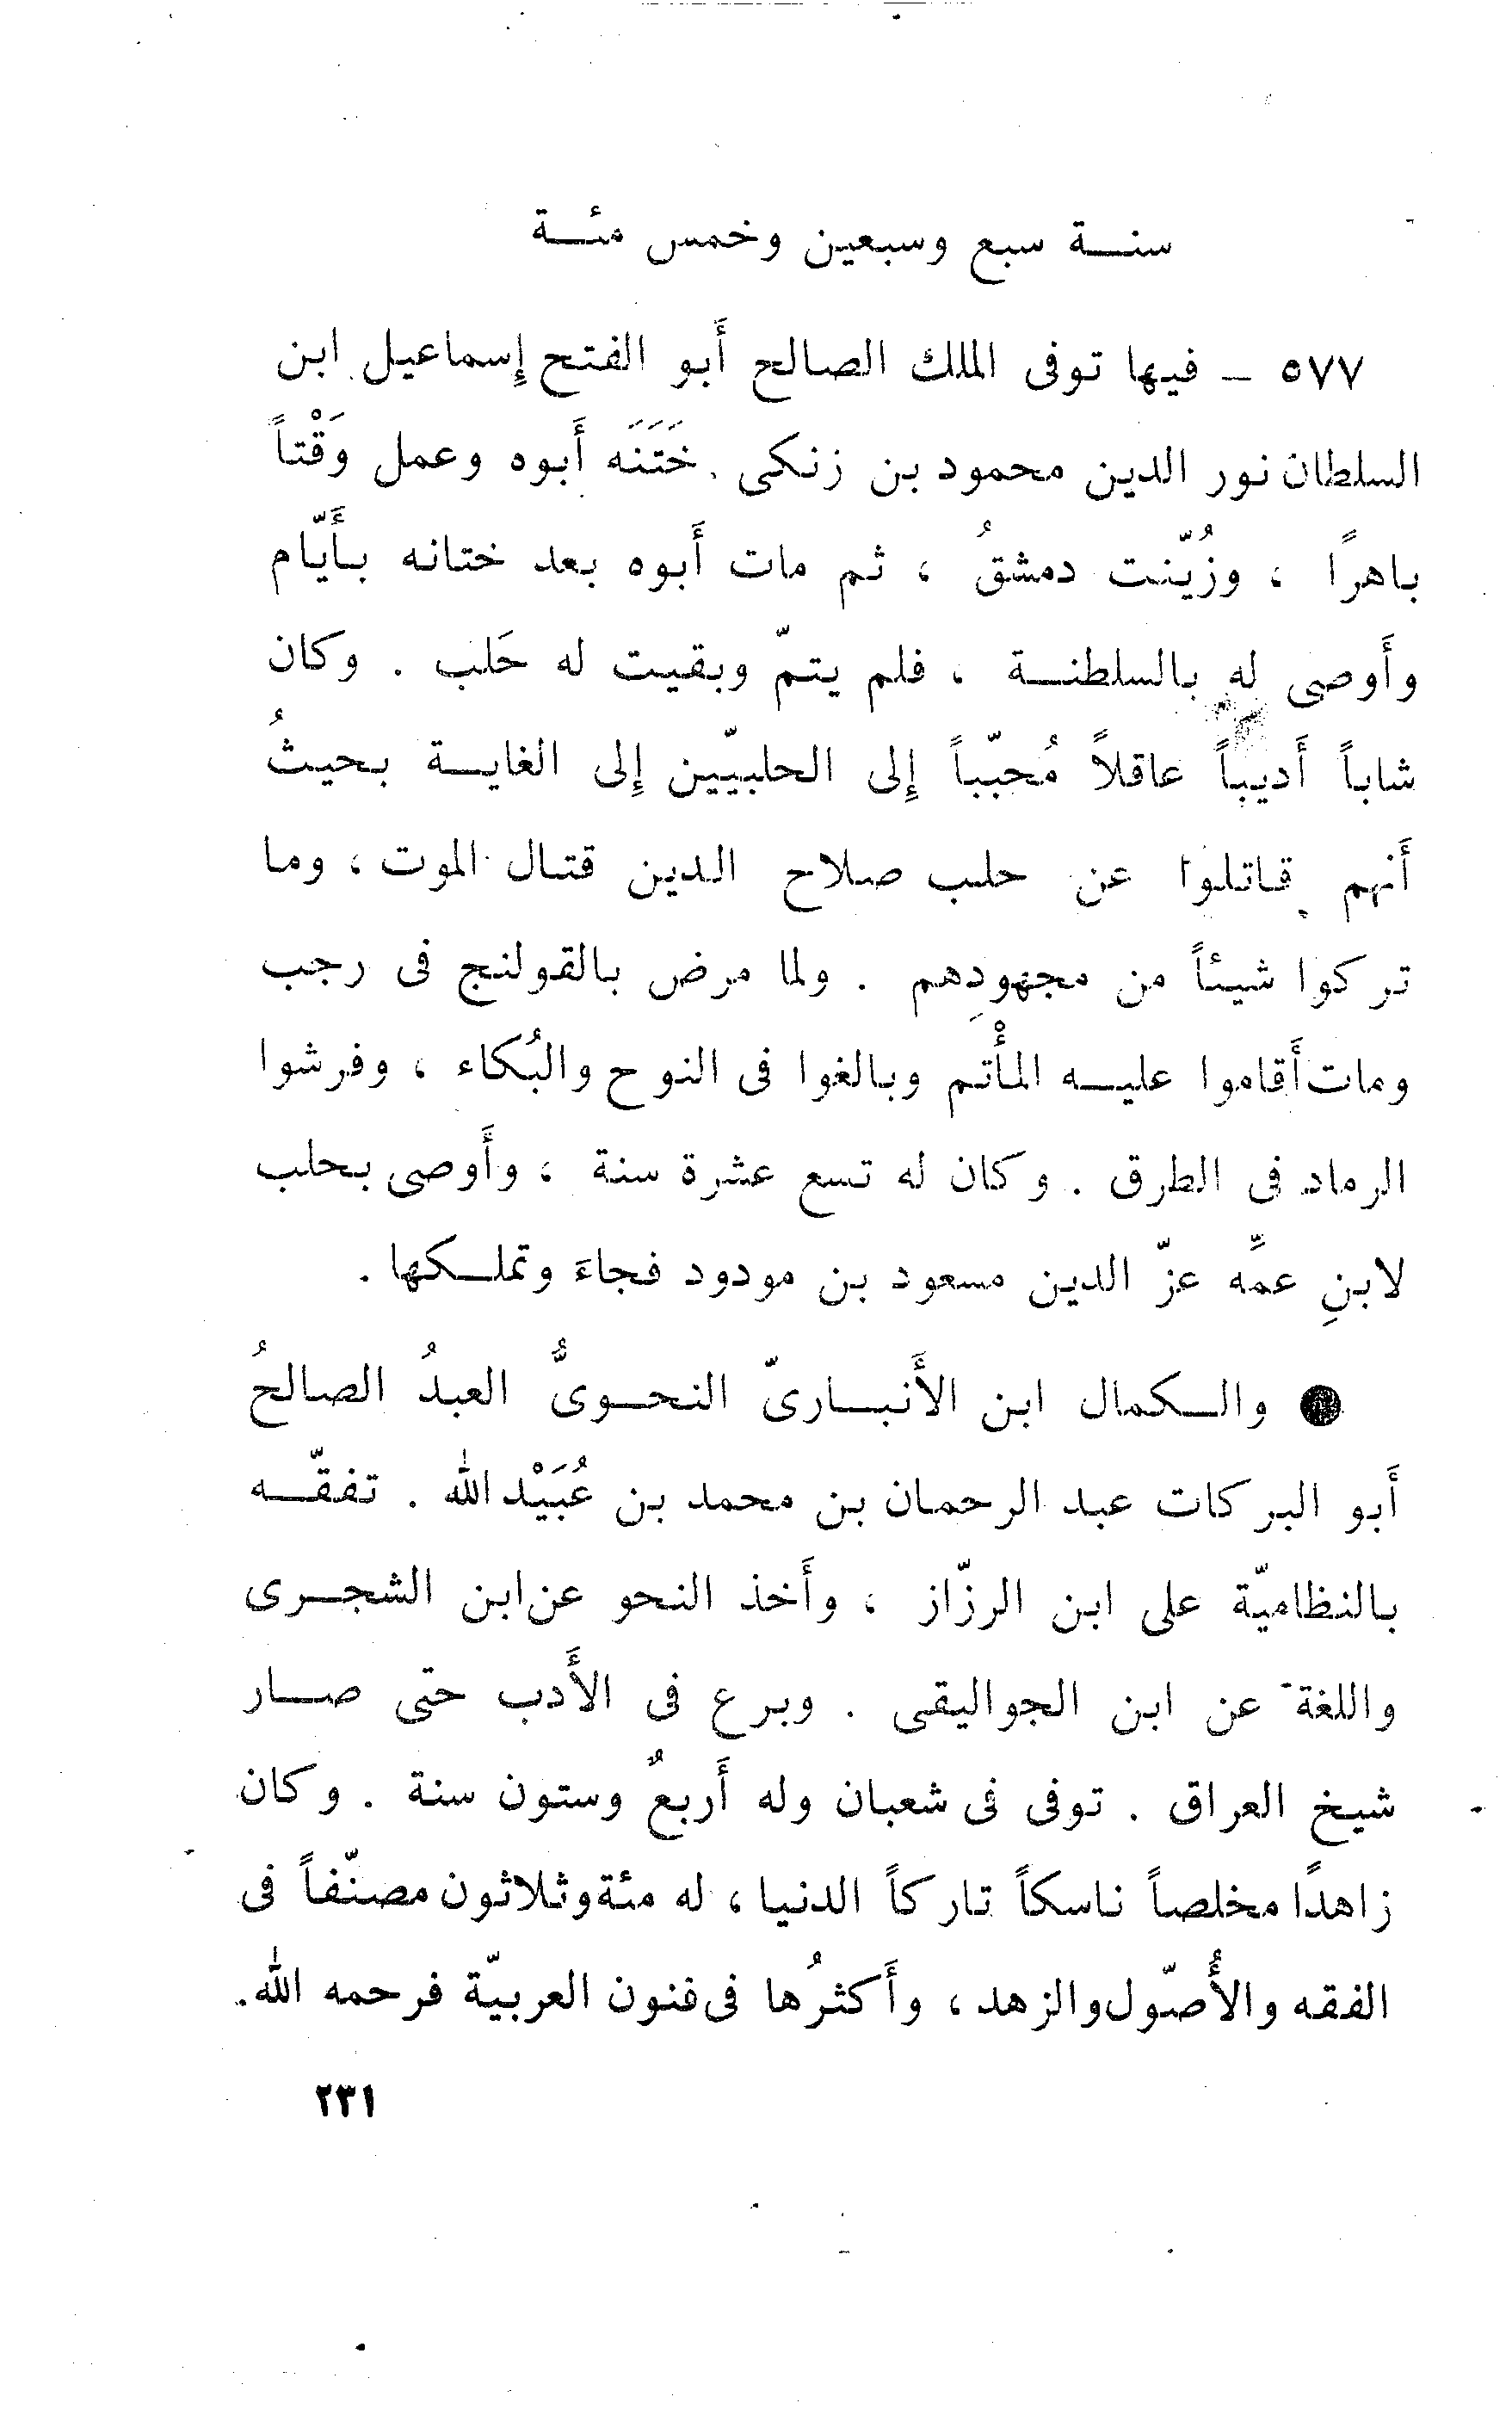 سنة سبع وسبعين وخمس مئة
٥٧٧ – فيها توفى الملك الصالح أَبو الفتح إِسماعيل ابن
السلطان نور الدين محمود بن زنكى . خَتَنَه أَبوه وعمل وَقْتاً
باهرًا ، وزُيّنت دمشقُ ، ثم مات أَبوه بعد ختانه بأَيّام
وأَوصى له بالسلطنة ، فلم يتمّ وبقيت له حَلب . وكان
شاباً أَديباً عاقلاً مُحبّباً إِلى الحلبيّين إِلى الغاية بحيثُ
أَنهم قاتلوا عن حلب صلاح الدين قتال الموت ، وما
تركوا شيئاً من مجهودِهم . ولما مرض بالقولنج فى رجب
ومات أَقاموا عليه المأْتم وبالغوا فى النوح والبُكاء ، وفرشوا
الرماد فى الطرق . وكان له تسع عشرة سنة ، وأَوصى بحلب
لابنِ عمِّه عزّ الدين مسعود بن مودود فجاءَ وتملكها .
● والكمال ابن الأَنبارىّ النحوىُّ العبدُ الصالحُ
أَبو البركات عبد الرحمان بن محمد بن عُبَيْد الله . تفقّه
بالنظاميّة على ابن الرزّاز ، وأَخذ النحو عن ابن الشجرى
واللغة عن ابن الجواليقى . وبرع فى الأَدب حتى صار
شيخ العراق . توفى فى شعبان وله أَربعٌ وستون سنة . وكان
زاهدًا مخلصاً ناسكاً تاركاً الدنيا ، له مئة وثلاثون مصنّفاً فى
الفقه والأُصّول والزهد ، وأَكثرُها فى فنون العربيّة فرحمه الله.
٢٣١